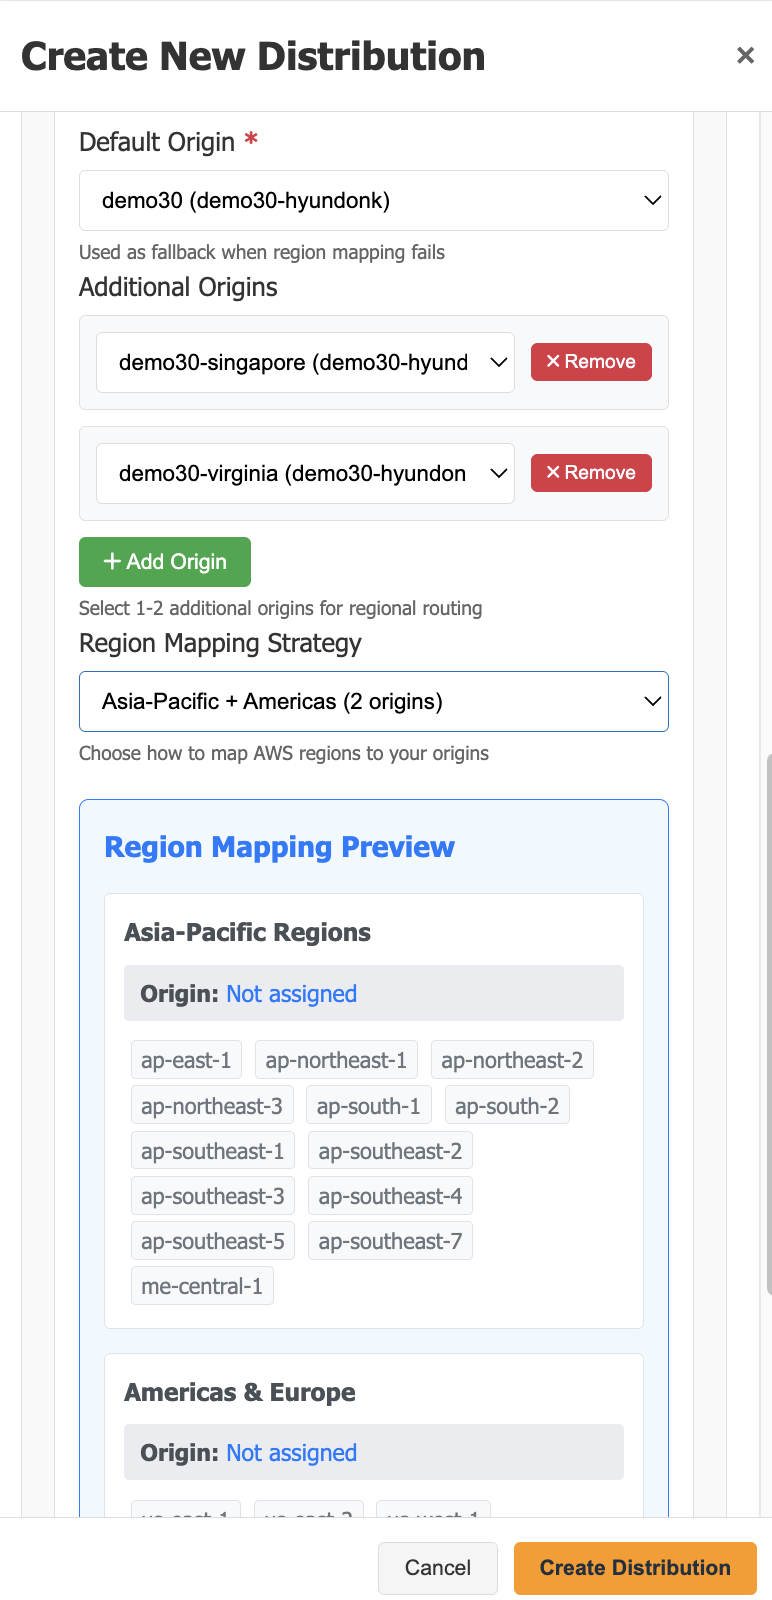 Create New Distribution
×
Default Origin *
demo30 (demo30-hyundonk)
Used as fallback when region mapping fails
Additional Origins
demo30-singapore (demo30-hyund
× Remove
demo30-virginia (demo30-hyundon
× Remove
+ Add Origin
Select 1-2 additional origins for regional routing
Region Mapping Strategy
Asia-Pacific + Americas (2 origins)
Choose how to map AWS regions to your origins
Region Mapping Preview
Asia-Pacific Regions
Origin: Not assigned
ap-east-1 ap-northeast-1 ap-northeast-2
ap-northeast-3 ap-south-1 ap-south-2
ap-southeast-1 ap-southeast-2
ap-southeast-3 ap-southeast-4
ap-southeast-5 ap-southeast-7
me-central-1
Americas & Europe
Origin: Not assigned
Cancel
Create Distribution